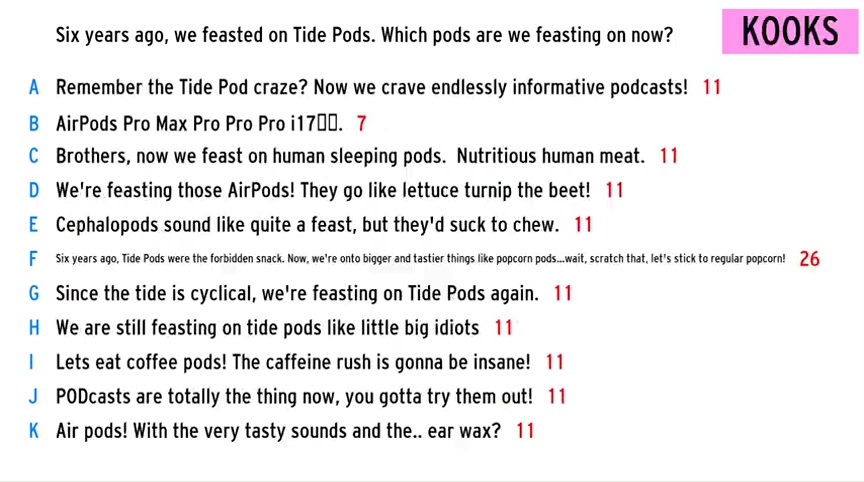 Six years ago, we feasted on Tide Pods. Which pods are we feasting on now?
KOOKS
A Remember the Tide Pod craze? Now we crave endlessly informative podcasts! 11
B AirPods Pro Max Pro Pro Pro i17▯▯. 7
C Brothers, now we feast on human sleeping pods. Nutritious human meat. 11
D We're feasting those AirPods! They go like lettuce turnip the beet! 11
E Cephalopods sound like quite a feast, but they'd suck to chew. 11
F Six years ago, Tide Pods were the forbidden snack. Now, we're onto bigger and tastier things like popcorn pods...wait, scratch that, let's stick to regular popcorn! 26
G Since the tide is cyclical, we're feasting on Tide Pods again. 11
H We are still feasting on tide pods like little big idiots 11
I Lets eat coffee pods! The caffeine rush is gonna be insane! 11
J PODcasts are totally the thing now, you gotta try them out! 11
K Air pods! With the very tasty sounds and the.. ear wax? 11